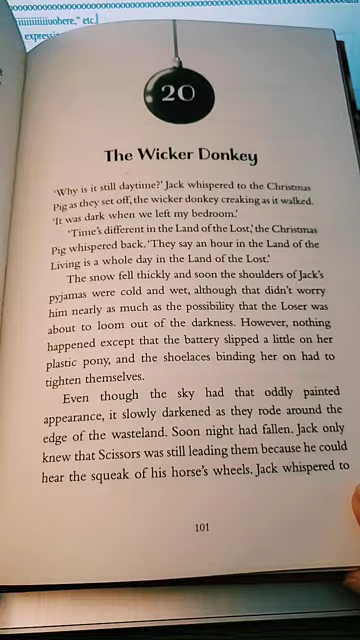 iiiiiiiiiiiuohere," etc.
expressi
20
The Wicker Donkey
'Why is it still daytime?' Jack whispered to the Christmas
Pig as they set off, the wicker donkey creaking as it walked.
'It was dark when we left my bedroom.'
'Time's different in the Land of the Lost,' the Christmas
Pig whispered back. 'They say an hour in the Land of the
Living is a whole day in the Land of the Lost.'
The snow fell thickly and soon the shoulders of Jack's
pyjamas were cold and wet, although that didn't worry
him nearly as much as the possibility that the Loser was
about to loom out of the darkness. However, nothing
happened except that the battery slipped a little on her
plastic pony, and the shoelaces binding her on had to
tighten themselves.
Even though the sky had that oddly painted
appearance, it slowly darkened as they rode around the
edge of the wasteland. Soon night had fallen. Jack only
knew that Scissors was still leading them because he could
hear the squeak of his horse's wheels. Jack whispered to
101